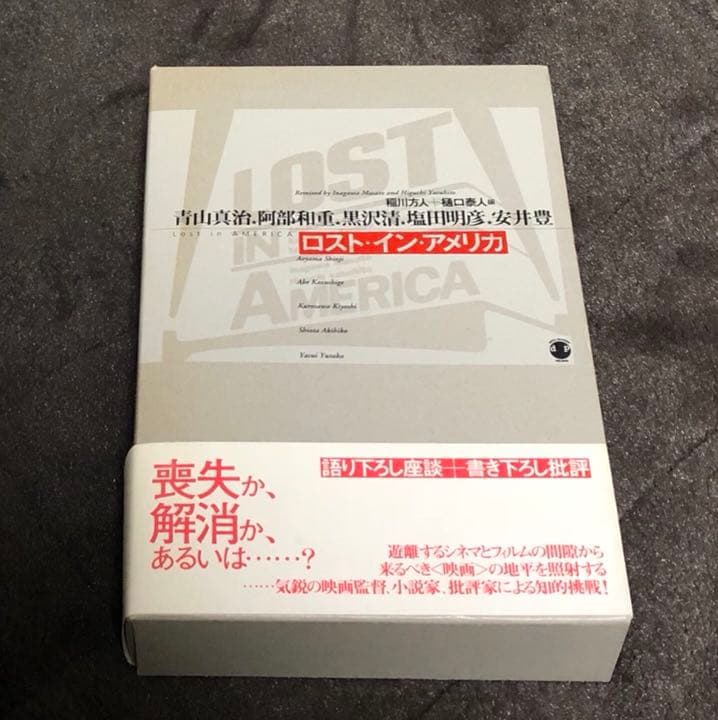 LOST
IN
AMERICA
Remixed by Inagawa Masato and Higuchi Yasuhito
稲川方人＋樋口泰人編
青山真治.阿部和重.黒沢清.塩田明彦.安井豊
Lost in AMERICA
ロスト・イン・アメリカ
Aoyama Shinji
Abe Kazushige
Kurosawa Kiyoshi
Shiota Akihiko
Yasui Yutaka
d p
語り下ろし座談＋書き下ろし批評
喪失か、
解消か、
あるいは……?
遊離するシネマとフィルムの間隙から
来るべき<映画>の地平を照射する
……気鋭の映画監督、小説家、批評家による知的挑戦!